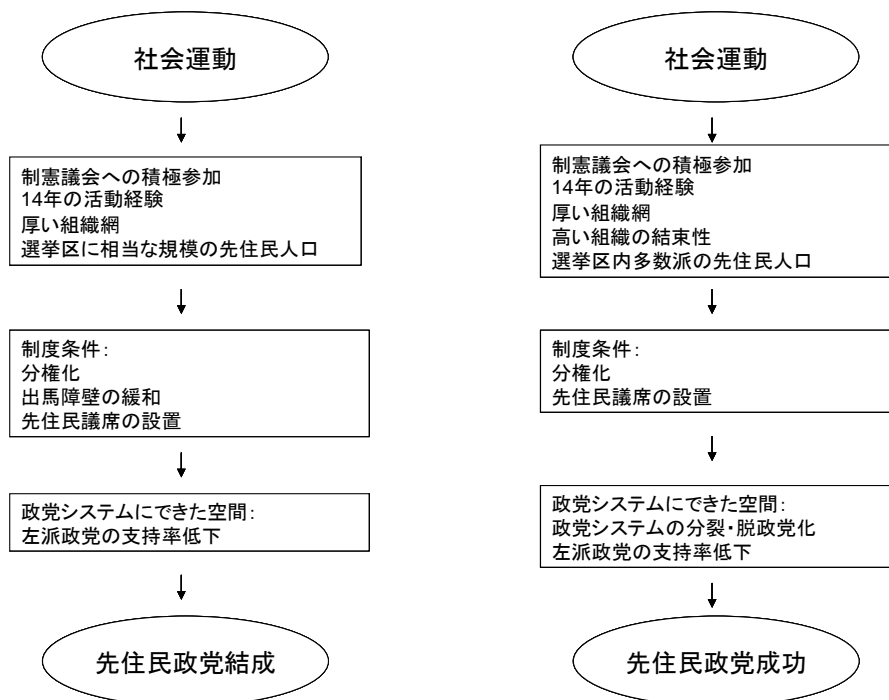 社会運動
制憲議会への積極参加
14年の活動経験
厚い組織網
選挙区に相当な規模の先住民人口
制度条件：
分権化
出馬障壁の緩和
先住民議席の設置
政党システムにできた空間：
左派政党の支持率低下
先住民政党結成
社会運動
制憲議会への積極参加
14年の活動経験
厚い組織網
高い組織の結束性
選挙区内多数派の先住民人口
制度条件：
分権化
先住民議席の設置
政党システムにできた空間：
政党システムの分裂・脱政党化
左派政党の支持率低下
先住民政党成功